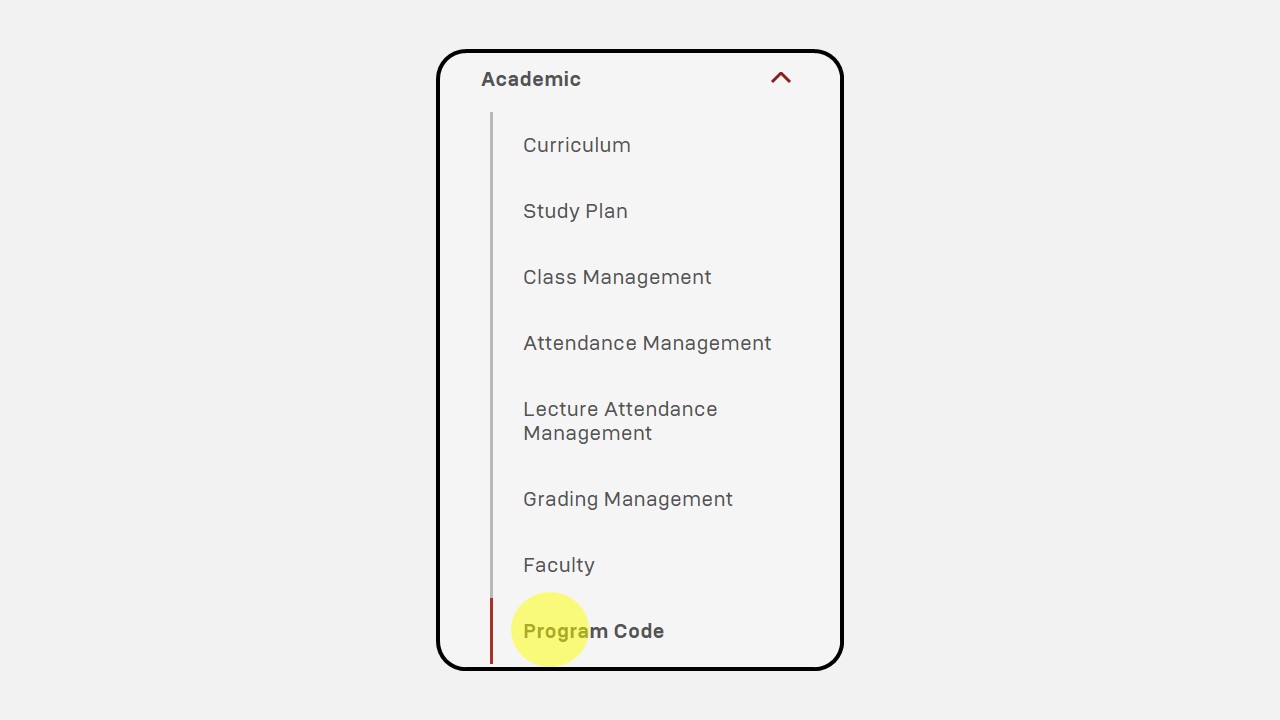 Academic
Curriculum
Study Plan
Class Management
Attendance Management
Lecture Attendance
Management
Grading Management
Faculty
Program Code